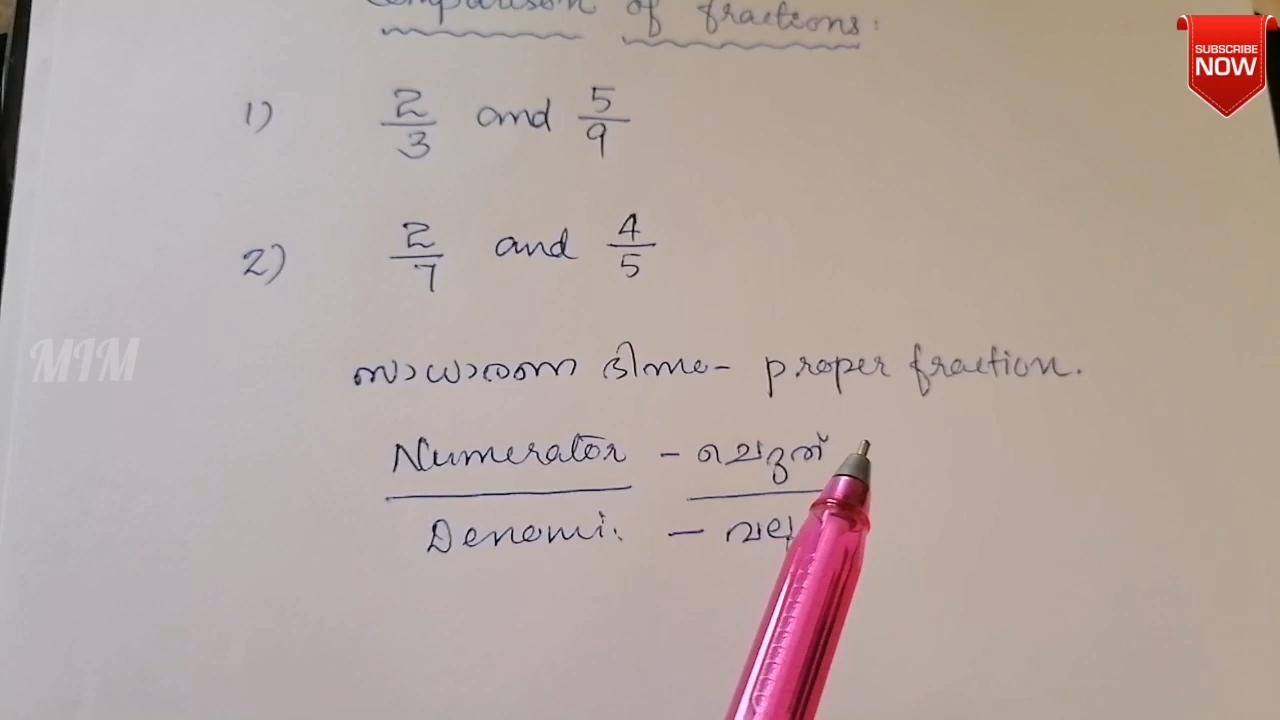 Comparison of fractions:
SUBSCRIBE
NOW
1) 2/3 and 5/9
2) 2/7 and 4/5
MIM
സാധാരണ ഭിന്നം - proper fraction.
Numerator - ചെറുത്
Denomi. -